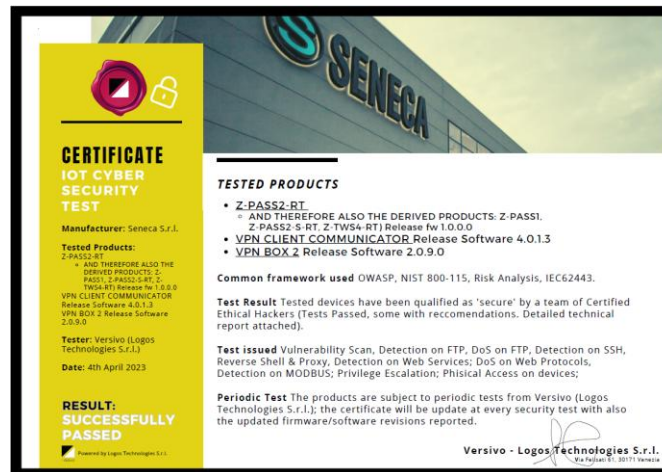 SENECA
CERTIFICATE
IOT CYBER
SECURITY
TEST
Manufacturer: Seneca S.r.l.
Tested Products:
Z-PASS2-RT
AND THEREFORE ALSO THE
DERIVED PRODUCTS: Z-
PASS1, Z-PASS2-S-RT, Z-
TWS4-RT) Release fw 1.0.0.0
VPN CLIENT COMMUNICATOR
Release Software 4.0.1.3
VPN BOX 2 Release Software
2.0.9.0
Tester: Versivo (Logos
Technologies S.r.l.)
Date: 4th April 2023
RESULT:
SUCCESSFULLY
PASSED
Powered by Logos Technologies S.r.l.
TESTED PRODUCTS
Z-PASS2-RT
AND THEREFORE ALSO THE DERIVED PRODUCTS: Z-PASS1,
Z-PASS2-S-RT, Z-TWS4-RT) Release fw 1.0.0.0
VPN CLIENT COMMUNICATOR Release Software 4.0.1.3
VPN BOX 2 Release Software 2.0.9.0
Common framework used OWASP, NIST 800-115, Risk Analysis, IEC62443.
Test Result Tested devices have been qualified as 'secure' by a team of Certified
Ethical Hackers (Tests Passed, some with reccomendations. Detailed technical
report attached).
Test issued Vulnerability Scan, Detection on FTP, DoS on FTP, Detection on SSH,
Reverse Shell & Proxy, Detection on Web Services; DoS on Web Protocols,
Detection on MODBUS; Privilege Escalation; Phisical Access on devices;
Periodic Test The products are subject to periodic tests from Versivo (Logos
Technologies S.r.l.); the certificate will be update at every security test with also
the updated firmware/software revisions reported.
Versivo - Logos Technologies S.r.l.
61, 30171 Venezia